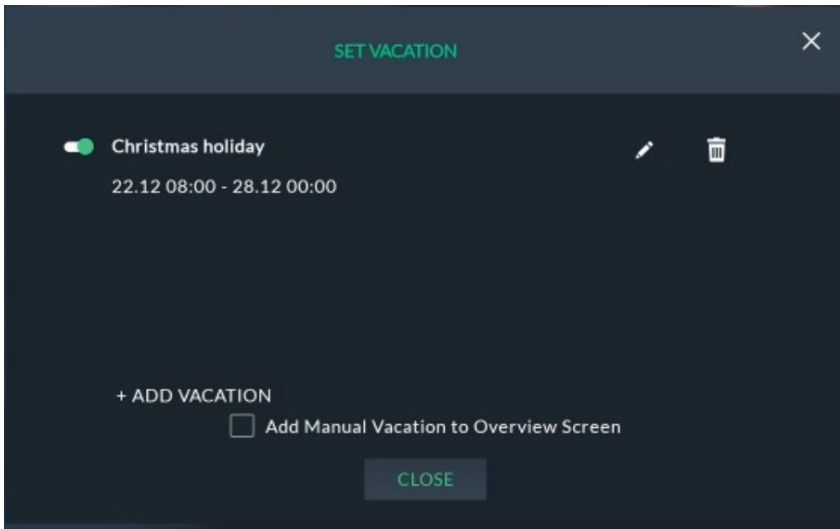 SET VACATION
Christmas holiday
22.12 08:00 - 28.12 00:00
+ ADD VACATION
Add Manual Vacation to Overview Screen
CLOSE